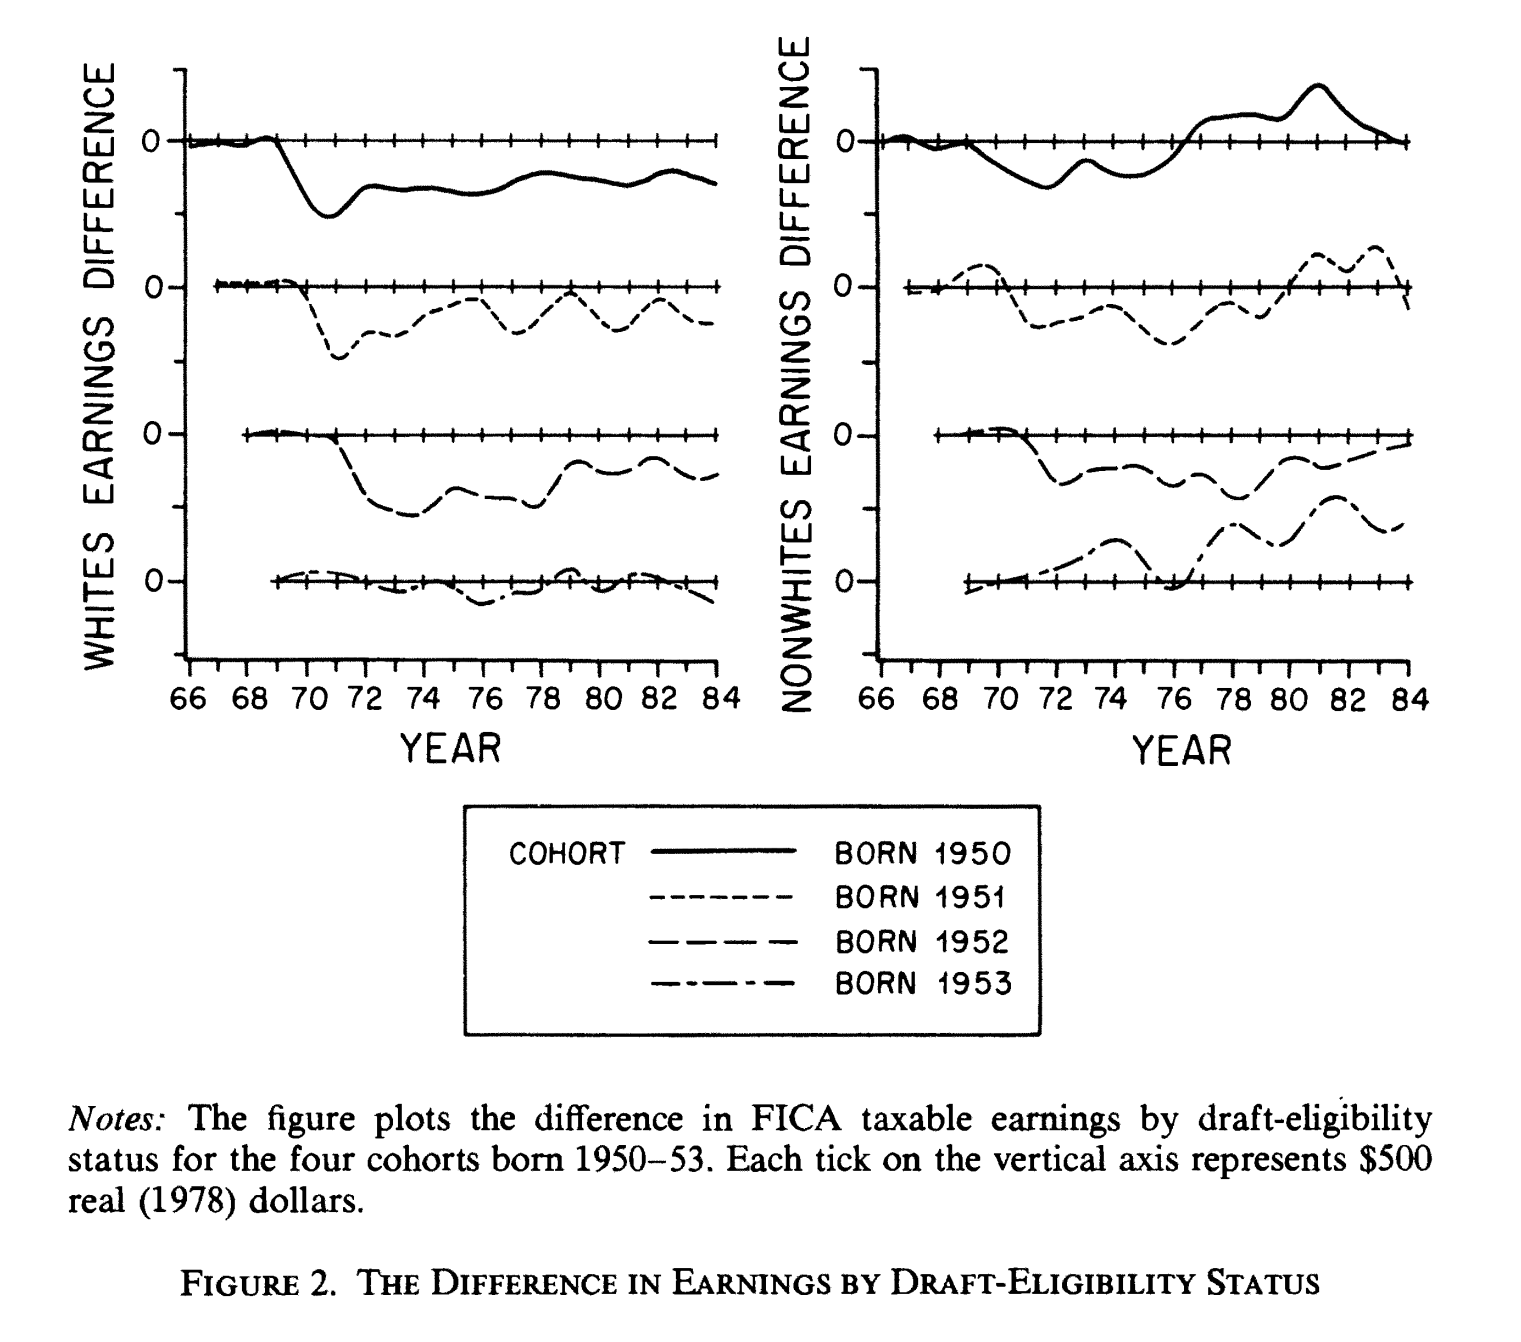 WHITES EARNINGS DIFFERENCE
0
0
0
0
66 68 70 72 74 76 78 80 82 84
YEAR
NONWHITES EARNINGS DIFFERENCE
0
0
0
0
66 68 70 72 74 76 78 80 82 84
YEAR
COHORT BORN 1950
BORN 1951
BORN 1952
BORN 1953
Notes: The figure plots the difference in FICA taxable earnings by draft-eligibility
status for the four cohorts born 1950–53. Each tick on the vertical axis represents $500
real (1978) dollars.
FIGURE 2. THE DIFFERENCE IN EARNINGS BY DRAFT-ELIGIBILITY STATUS